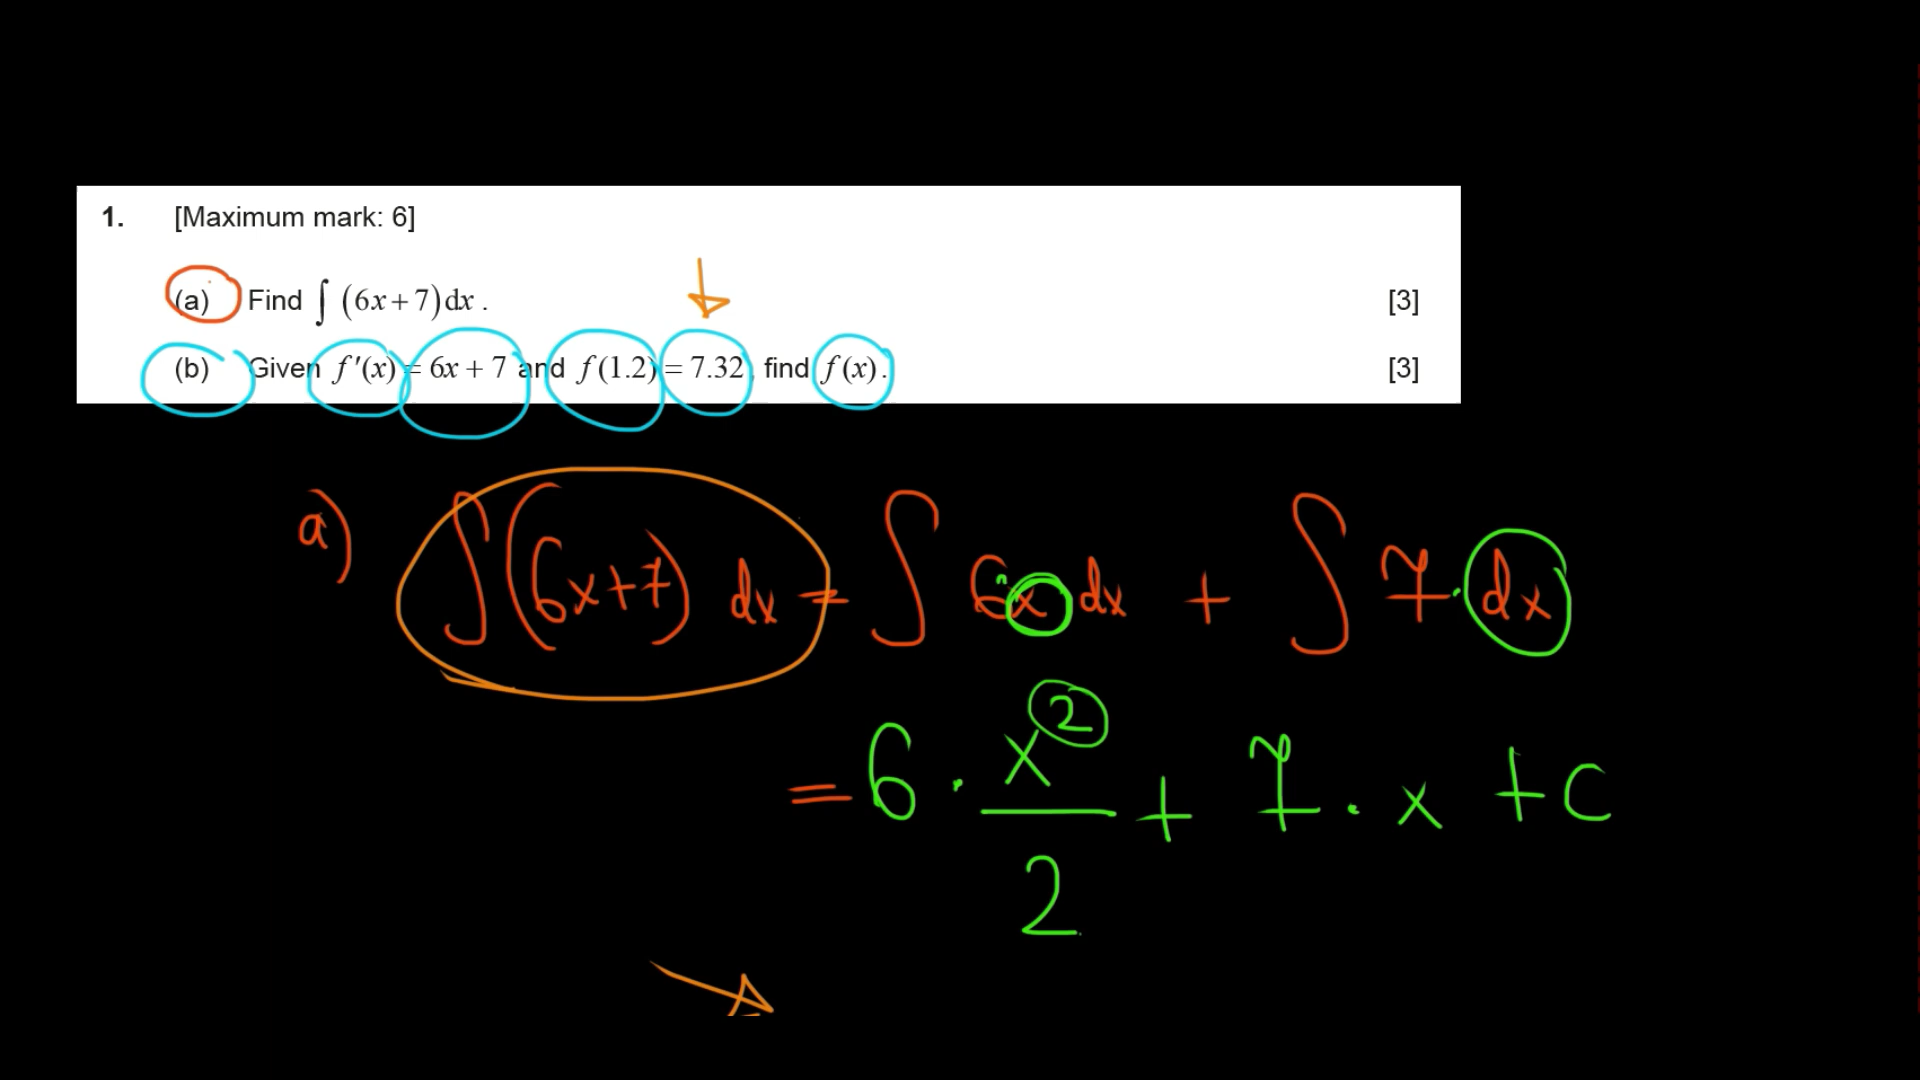 1. [Maximum mark: 6]
(a) Find ∫ (6x + 7) dx . [3]
(b) Given f ′(x) = 6x + 7 and f (1.2) = 7.32, find f (x). [3]
a) ∫ (6x+7) dx = ∫ 6x dx + ∫ 7 · dx
= 6 · x² / 2 + 7 · x + c